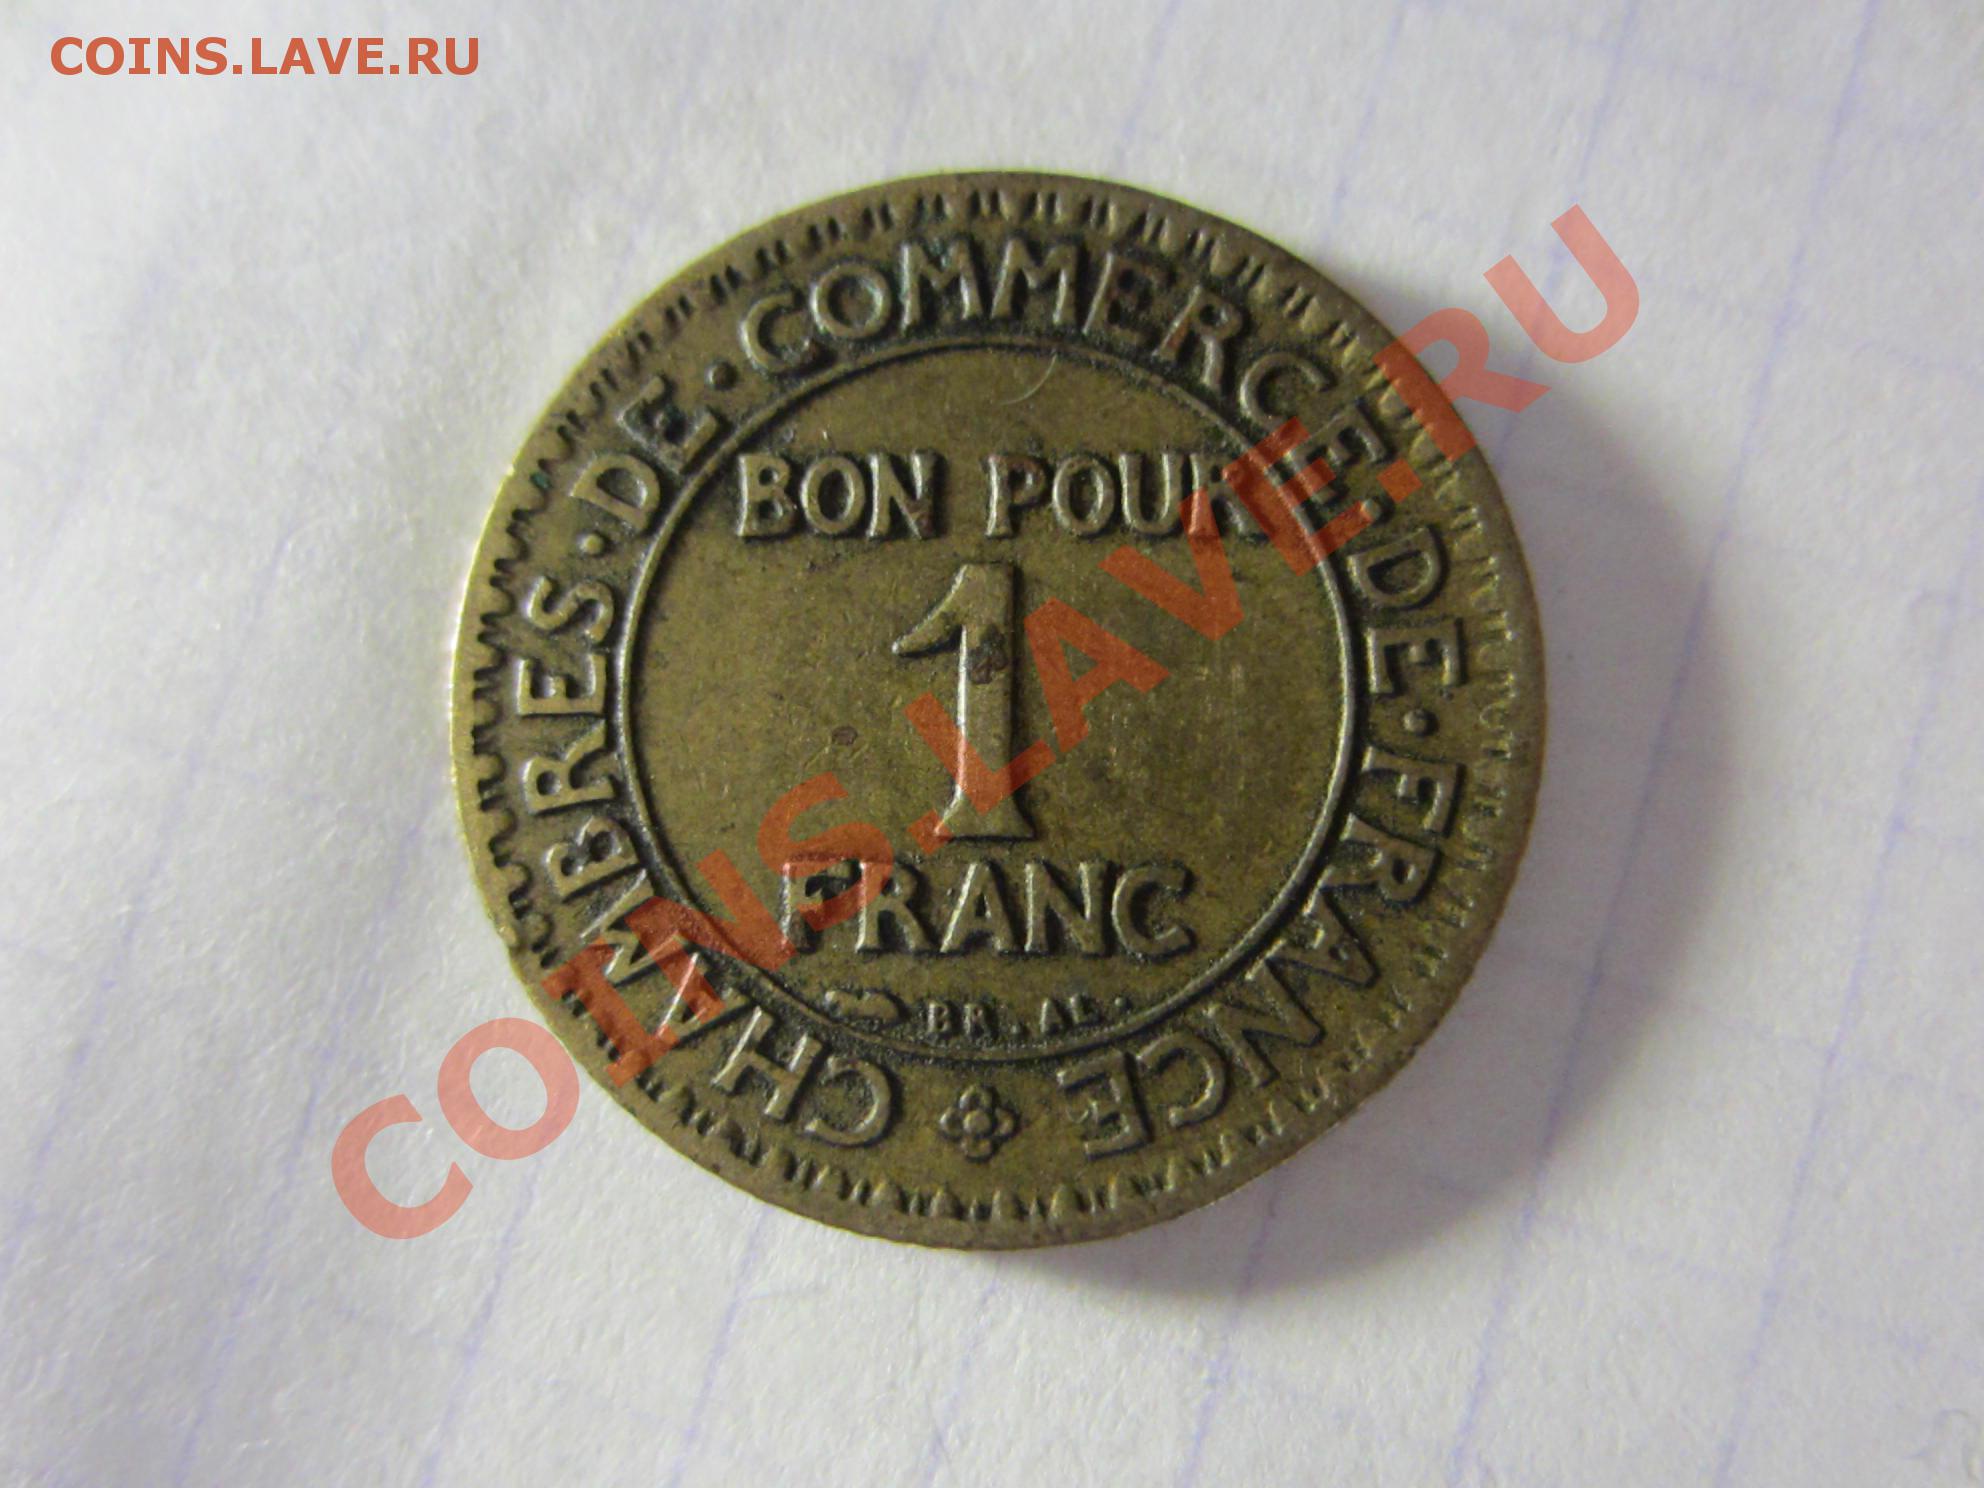 COINS.LAVE.RU
CHAMBRES·DE·COMMERCE·DE·FRANCE
BON POUR
1
FRANC
BR.AL.
COINS.LAVE.RU